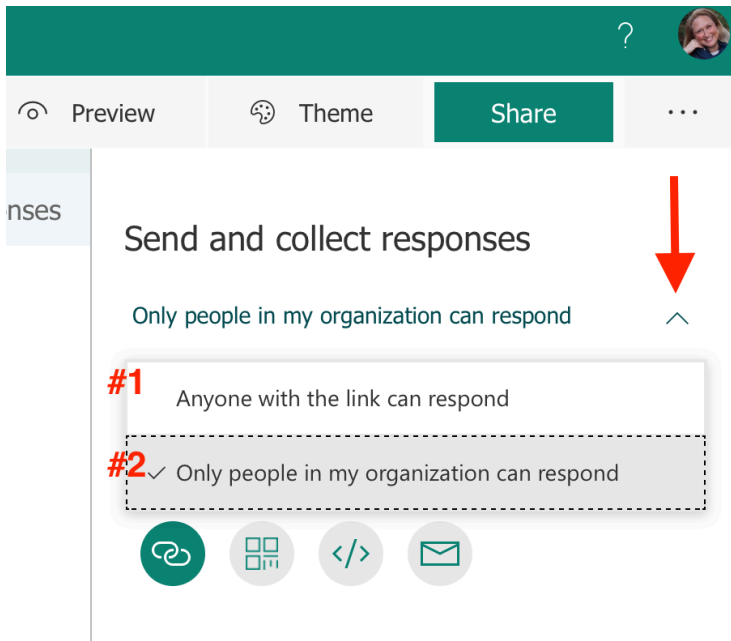 ?
Preview Theme Share ...
nses
Send and collect responses
Only people in my organization can respond
#1 Anyone with the link can respond
#2 Only people in my organization can respond
</>